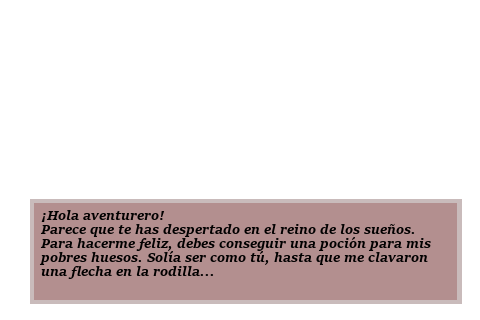 ¡Hola aventurero!
Parece que te has despertado en el reino de los sueños.
Para hacerme feliz, debes conseguir una poción para mis
pobres huesos. Solía ser como tú, hasta que me clavaron
una flecha en la rodilla...